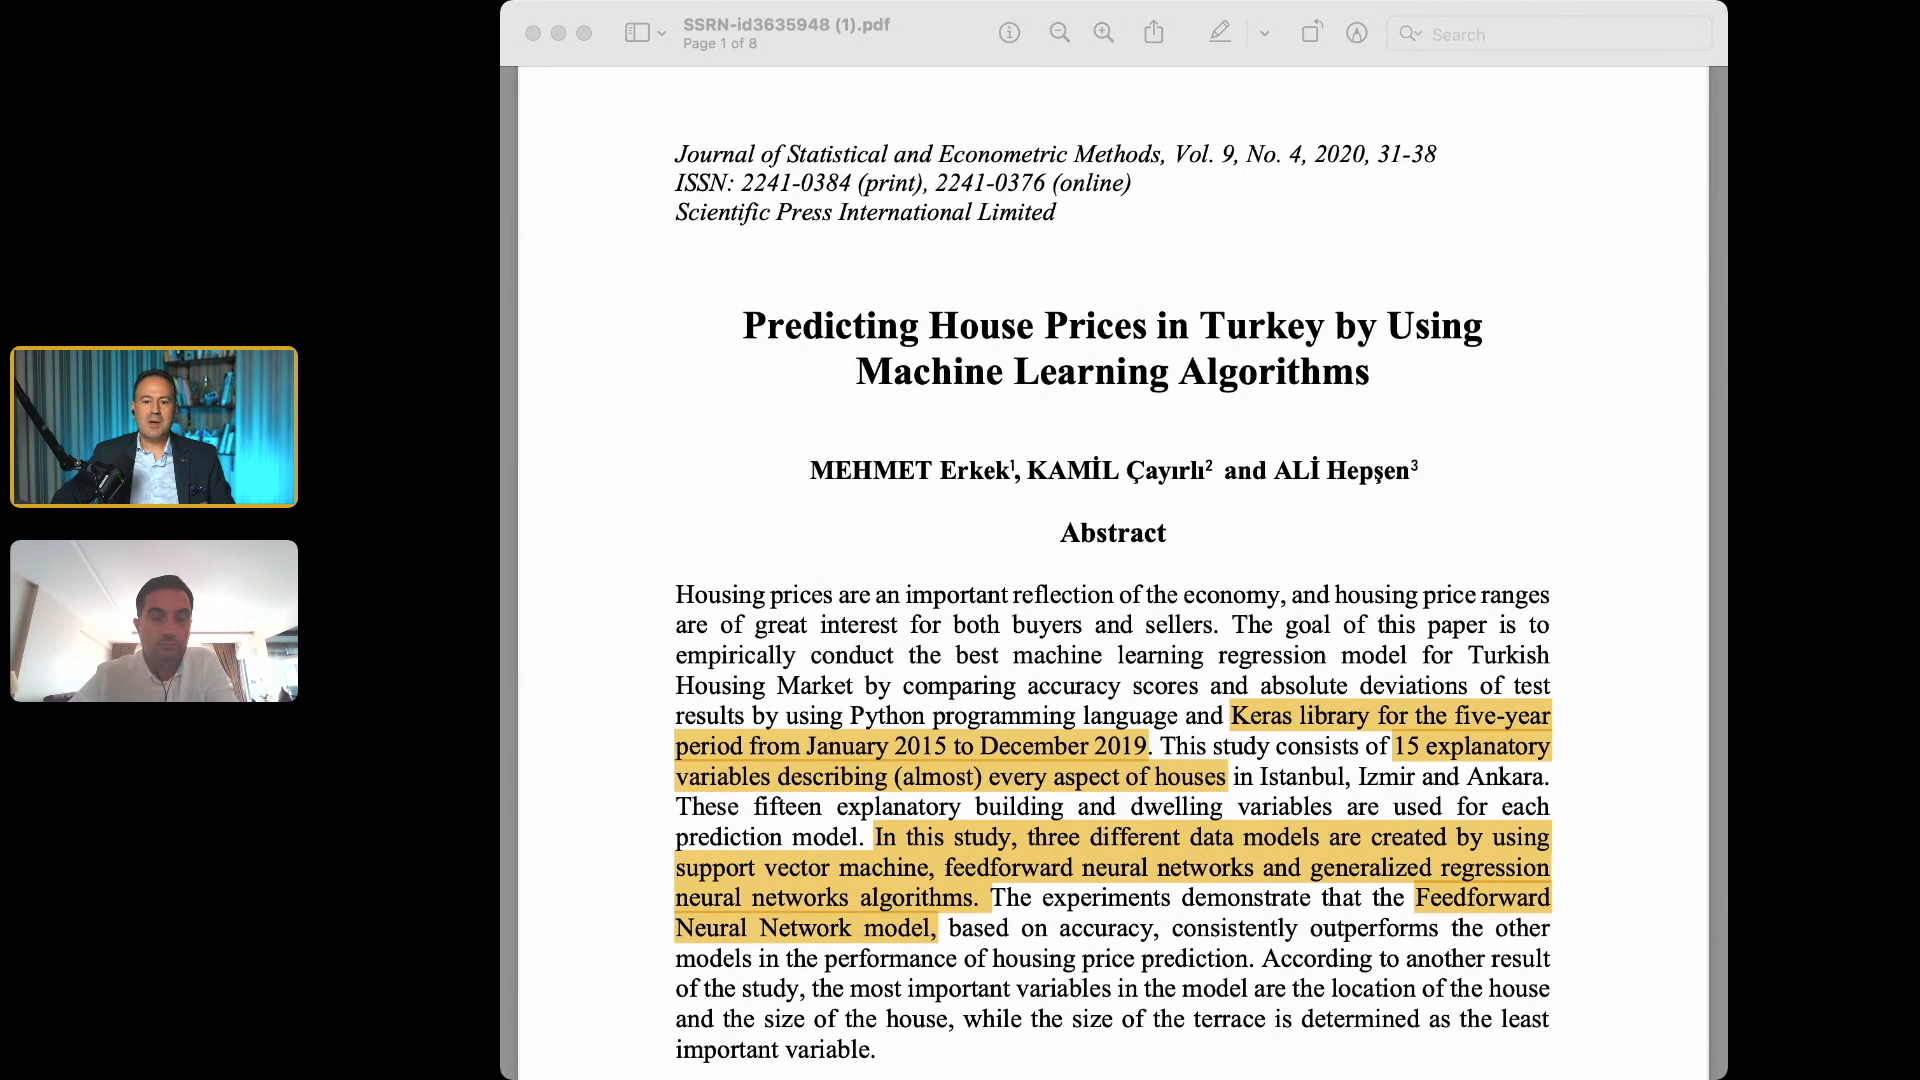 SSRN-id3635948 (1).pdf
Page 1 of 8
Search
Journal of Statistical and Econometric Methods, Vol. 9, No. 4, 2020, 31-38
ISSN: 2241-0384 (print), 2241-0376 (online)
Scientific Press International Limited
Predicting House Prices in Turkey by Using
Machine Learning Algorithms
MEHMET Erkek¹, KAMİL Çayırlı² and ALİ Hepşen³
Abstract
Housing prices are an important reflection of the economy, and housing price ranges
are of great interest for both buyers and sellers. The goal of this paper is to
empirically conduct the best machine learning regression model for Turkish
Housing Market by comparing accuracy scores and absolute deviations of test
results by using Python programming language and Keras library for the five-year
period from January 2015 to December 2019. This study consists of 15 explanatory
variables describing (almost) every aspect of houses in Istanbul, Izmir and Ankara.
These fifteen explanatory building and dwelling variables are used for each
prediction model. In this study, three different data models are created by using
support vector machine, feedforward neural networks and generalized regression
neural networks algorithms. The experiments demonstrate that the Feedforward
Neural Network model, based on accuracy, consistently outperforms the other
models in the performance of housing price prediction. According to another result
of the study, the most important variables in the model are the location of the house
and the size of the house, while the size of the terrace is determined as the least
important variable.